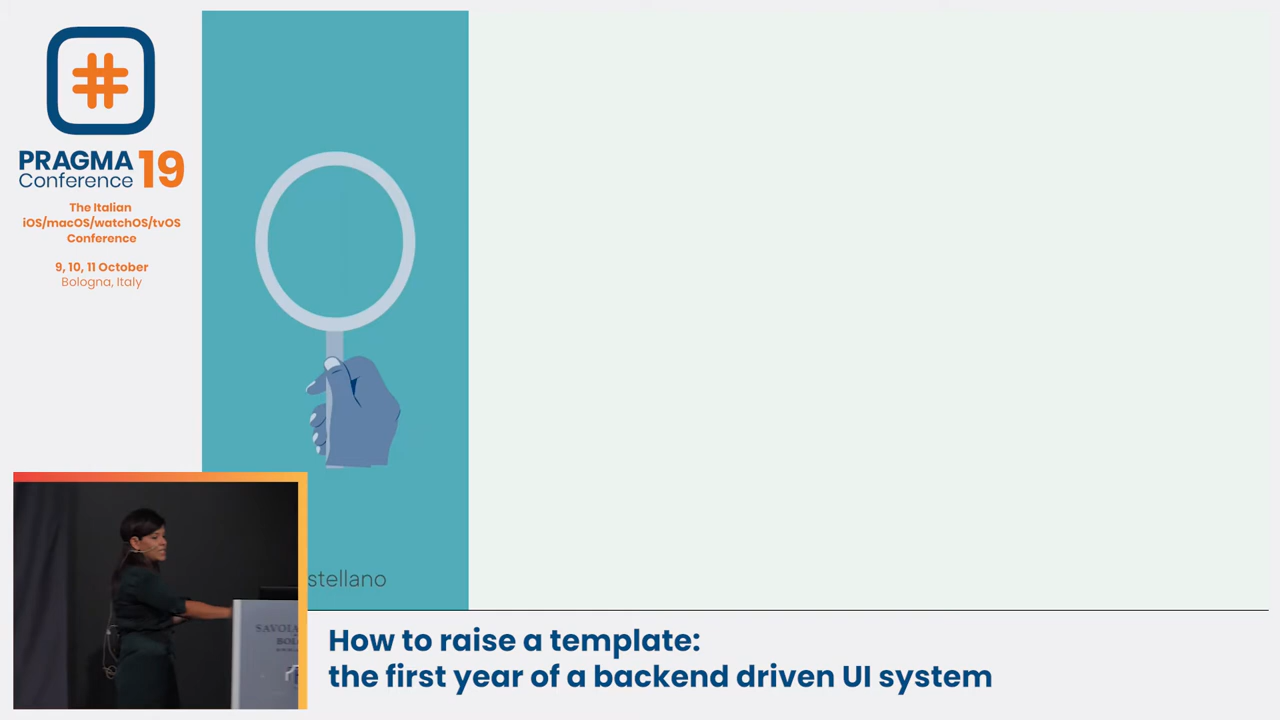 PRAGMA 19
Conference
The Italian
iOS/macOS/watchOS/tvOS
Conference
9, 10, 11 October
Bologna, Italy
stellano
SAVOIA
How to raise a template:
the first year of a backend driven UI system